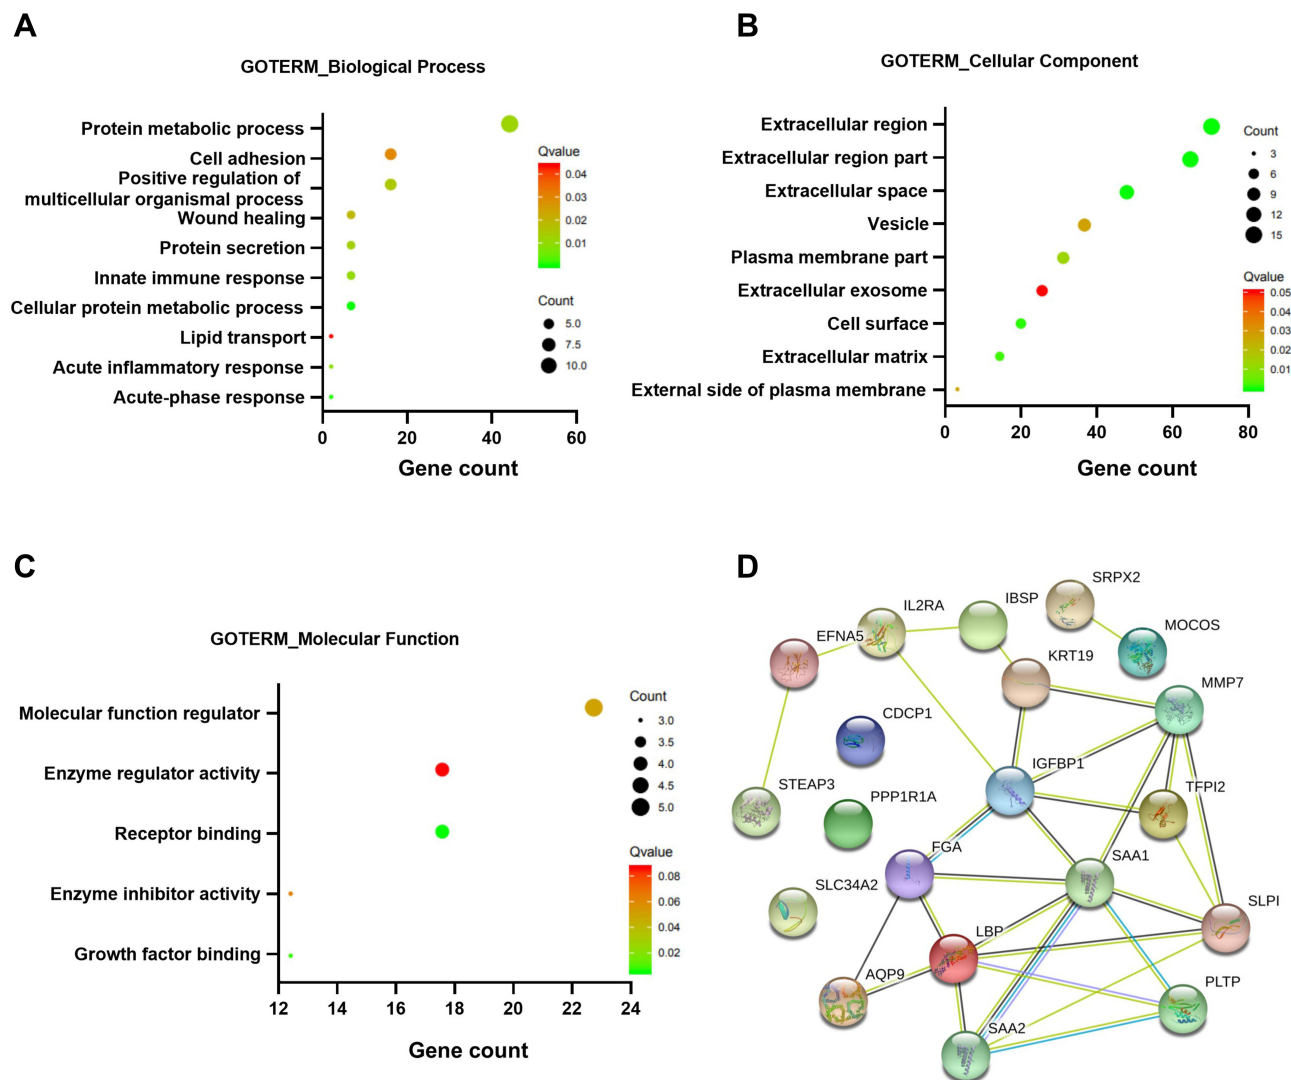 A
GOTERM_Biological Process
Protein metabolic process
Cell adhesion
Positive regulation of
multicellular organismal process
Wound healing
Protein secretion
Innate immune response
Cellular protein metabolic process
Lipid transport
Acute inflammatory response
Acute-phase response
0 20 40 60
Gene count
Qvalue
0.04
0.03
0.02
0.01
Count
5.0
7.5
10.0
B
GOTERM_Cellular Component
Extracellular region
Extracellular region part
Extracellular space
Vesicle
Plasma membrane part
Extracellular exosome
Cell surface
Extracellular matrix
External side of plasma membrane
0 20 40 60 80
Gene count
Count
3
6
9
12
15
Qvalue
0.05
0.04
0.03
0.02
0.01
C
GOTERM_Molecular Function
Molecular function regulator
Enzyme regulator activity
Receptor binding
Enzyme inhibitor activity
Growth factor binding
12 14 16 18 20 22 24
Gene count
Count
3.0
3.5
4.0
4.5
5.0
Qvalue
0.08
0.06
0.04
0.02
D
SRPX2
IL2RA
IBSP
MOCOS
EFNA5
KRT19
MMP7
CDCP1
IGFBP1
STEAP3
TFPI2
PPP1R1A
FGA
SAA1
SLC34A2
SLPI
LBP
AQP9
PLTP
SAA2